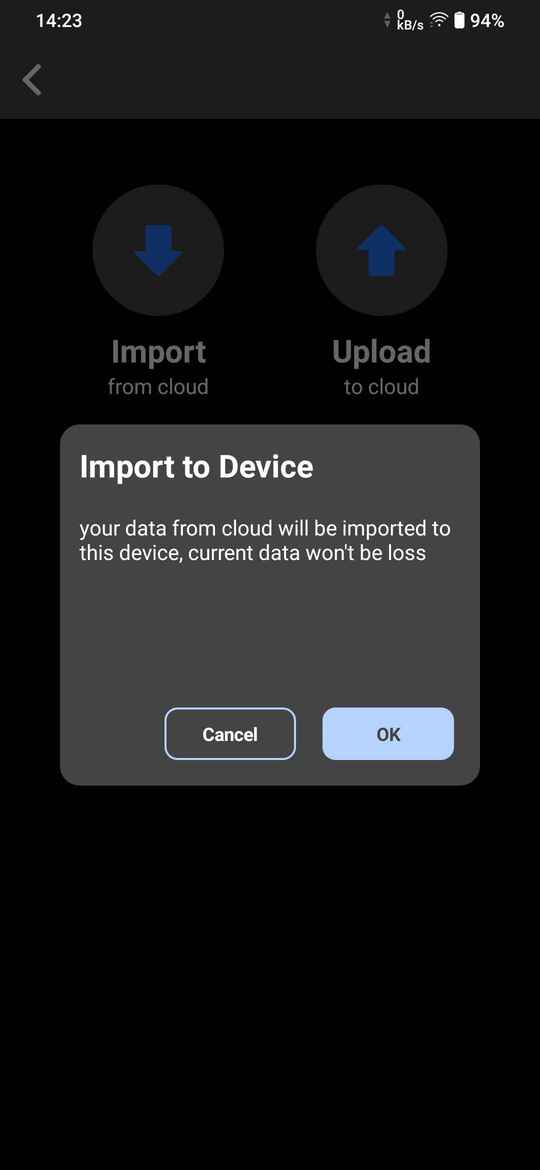 14:23
0
kB/s
94%
Import
from cloud
Upload
to cloud
Import to Device
your data from cloud will be imported to
this device, current data won't be loss
Cancel
OK